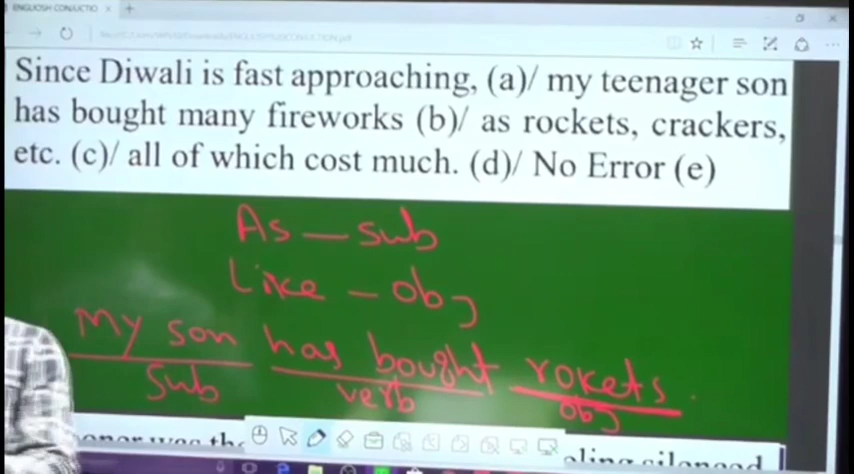 ENGLIOSH CONJUCTIO
Since Diwali is fast approaching, (a)/ my teenager son
has bought many fireworks (b)/ as rockets, crackers,
etc. (c)/ all of which cost much. (d)/ No Error (e)
As — sub
Like — obj
My son has bought rokets.
sub verb obj